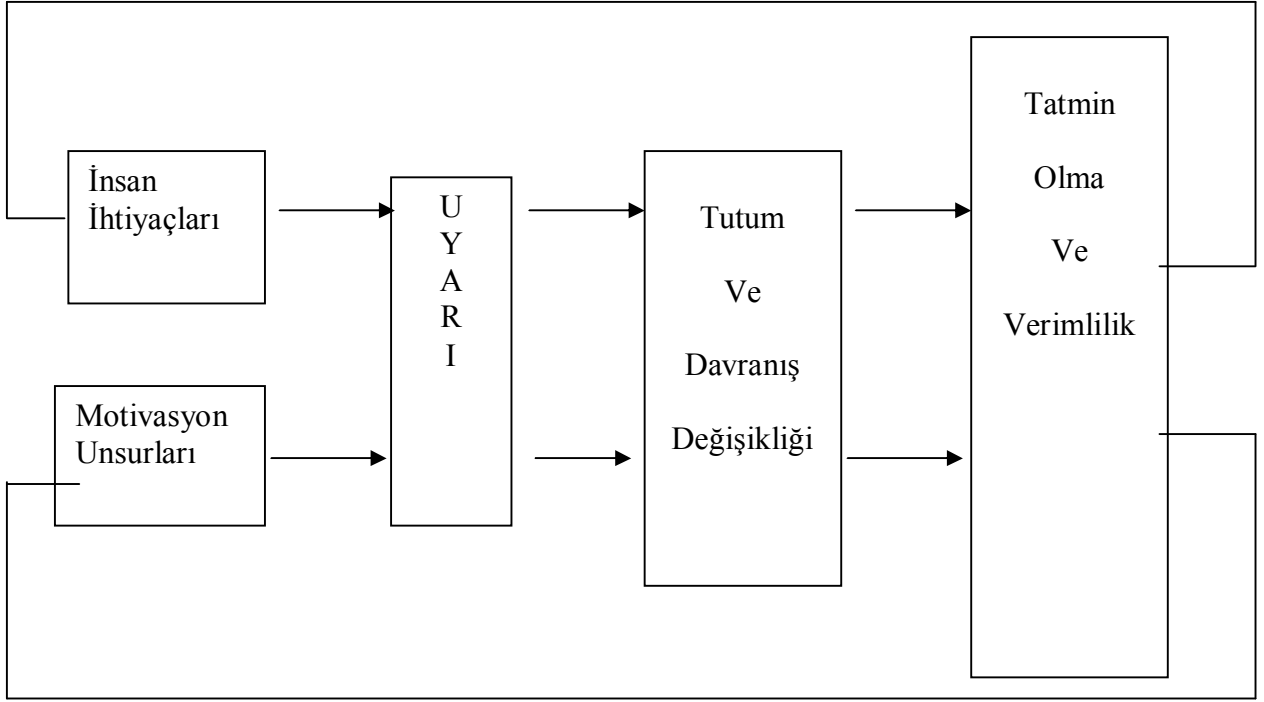 İnsan
İhtiyaçları
Motivasyon
Unsurları
U
Y
A
R
I
Tutum
Ve
Davranış
Değişikliği
Tatmin
Olma
Ve
Verimlilik